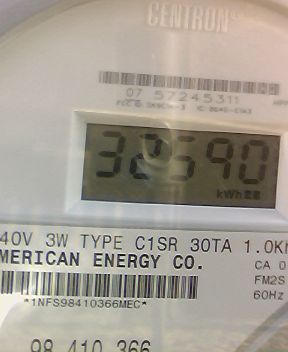 CENTRON
07 57245311
32590
kWh
40V 3W TYPE C1SR 30TA 1.0K
MERICAN ENERGY CO.
CA 0
FM2S
60Hz
*1NFS98410366MEC*
98 410 366